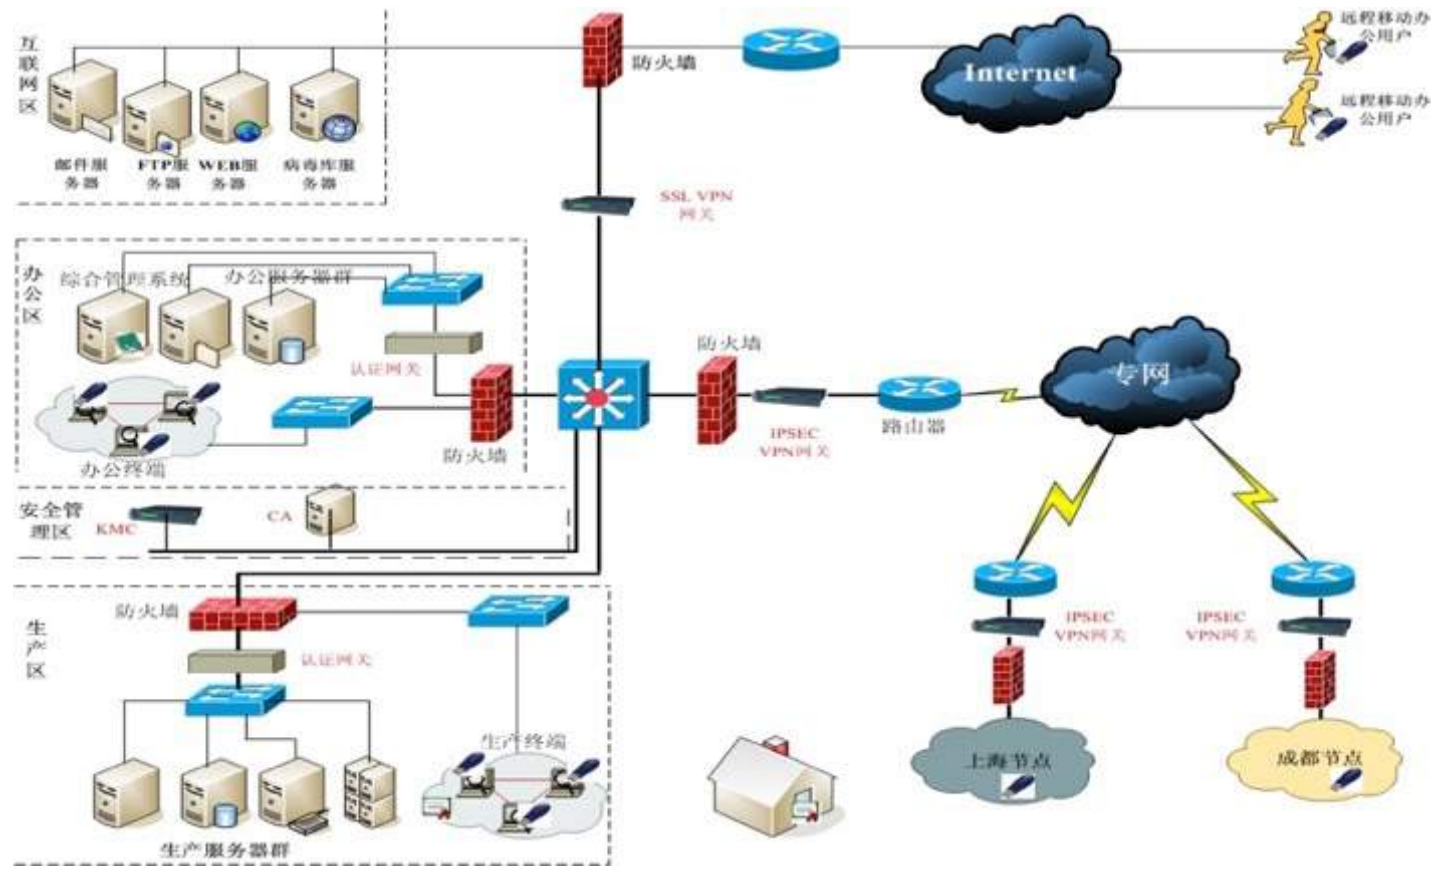 互
联
网
区
邮件服
务器
FTP服
务器
WEB服
务器
病毒库服
务器
防火墙
Internet
远程移动办
公用户
远程移动办
公用户
SSL VPN
网关
办
公
区
综合管理系统
办公服务器群
认证网关
办公终端
防火墙
防火墙
IPSEC
VPN网关
路由器
专网
安全管
理区
KMC
CA
生
产
区
防火墙
认证网关
生产终端
生产服务器群
IPSEC
VPN网关
IPSEC
VPN网关
上海节点
成都节点